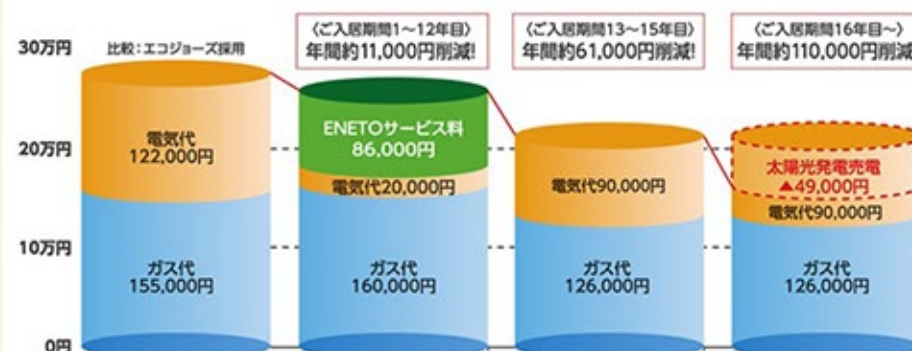 30万円
20万円
10万円
0円
比較：エコジョーズ採用
電気代
122,000円
ガス代
155,000円
〈ご入居期間1〜12年目〉
年間約11,000円削減!
ENETOサービス料
86,000円
電気代20,000円
ガス代
160,000円
〈ご入居期間13〜15年目〉
年間約61,000円削減!
電気代90,000円
ガス代
126,000円
〈ご入居期間16年目〜〉
年間約110,000円削減
太陽光発電売電
▲49,000円
電気代90,000円
ガス代
126,000円